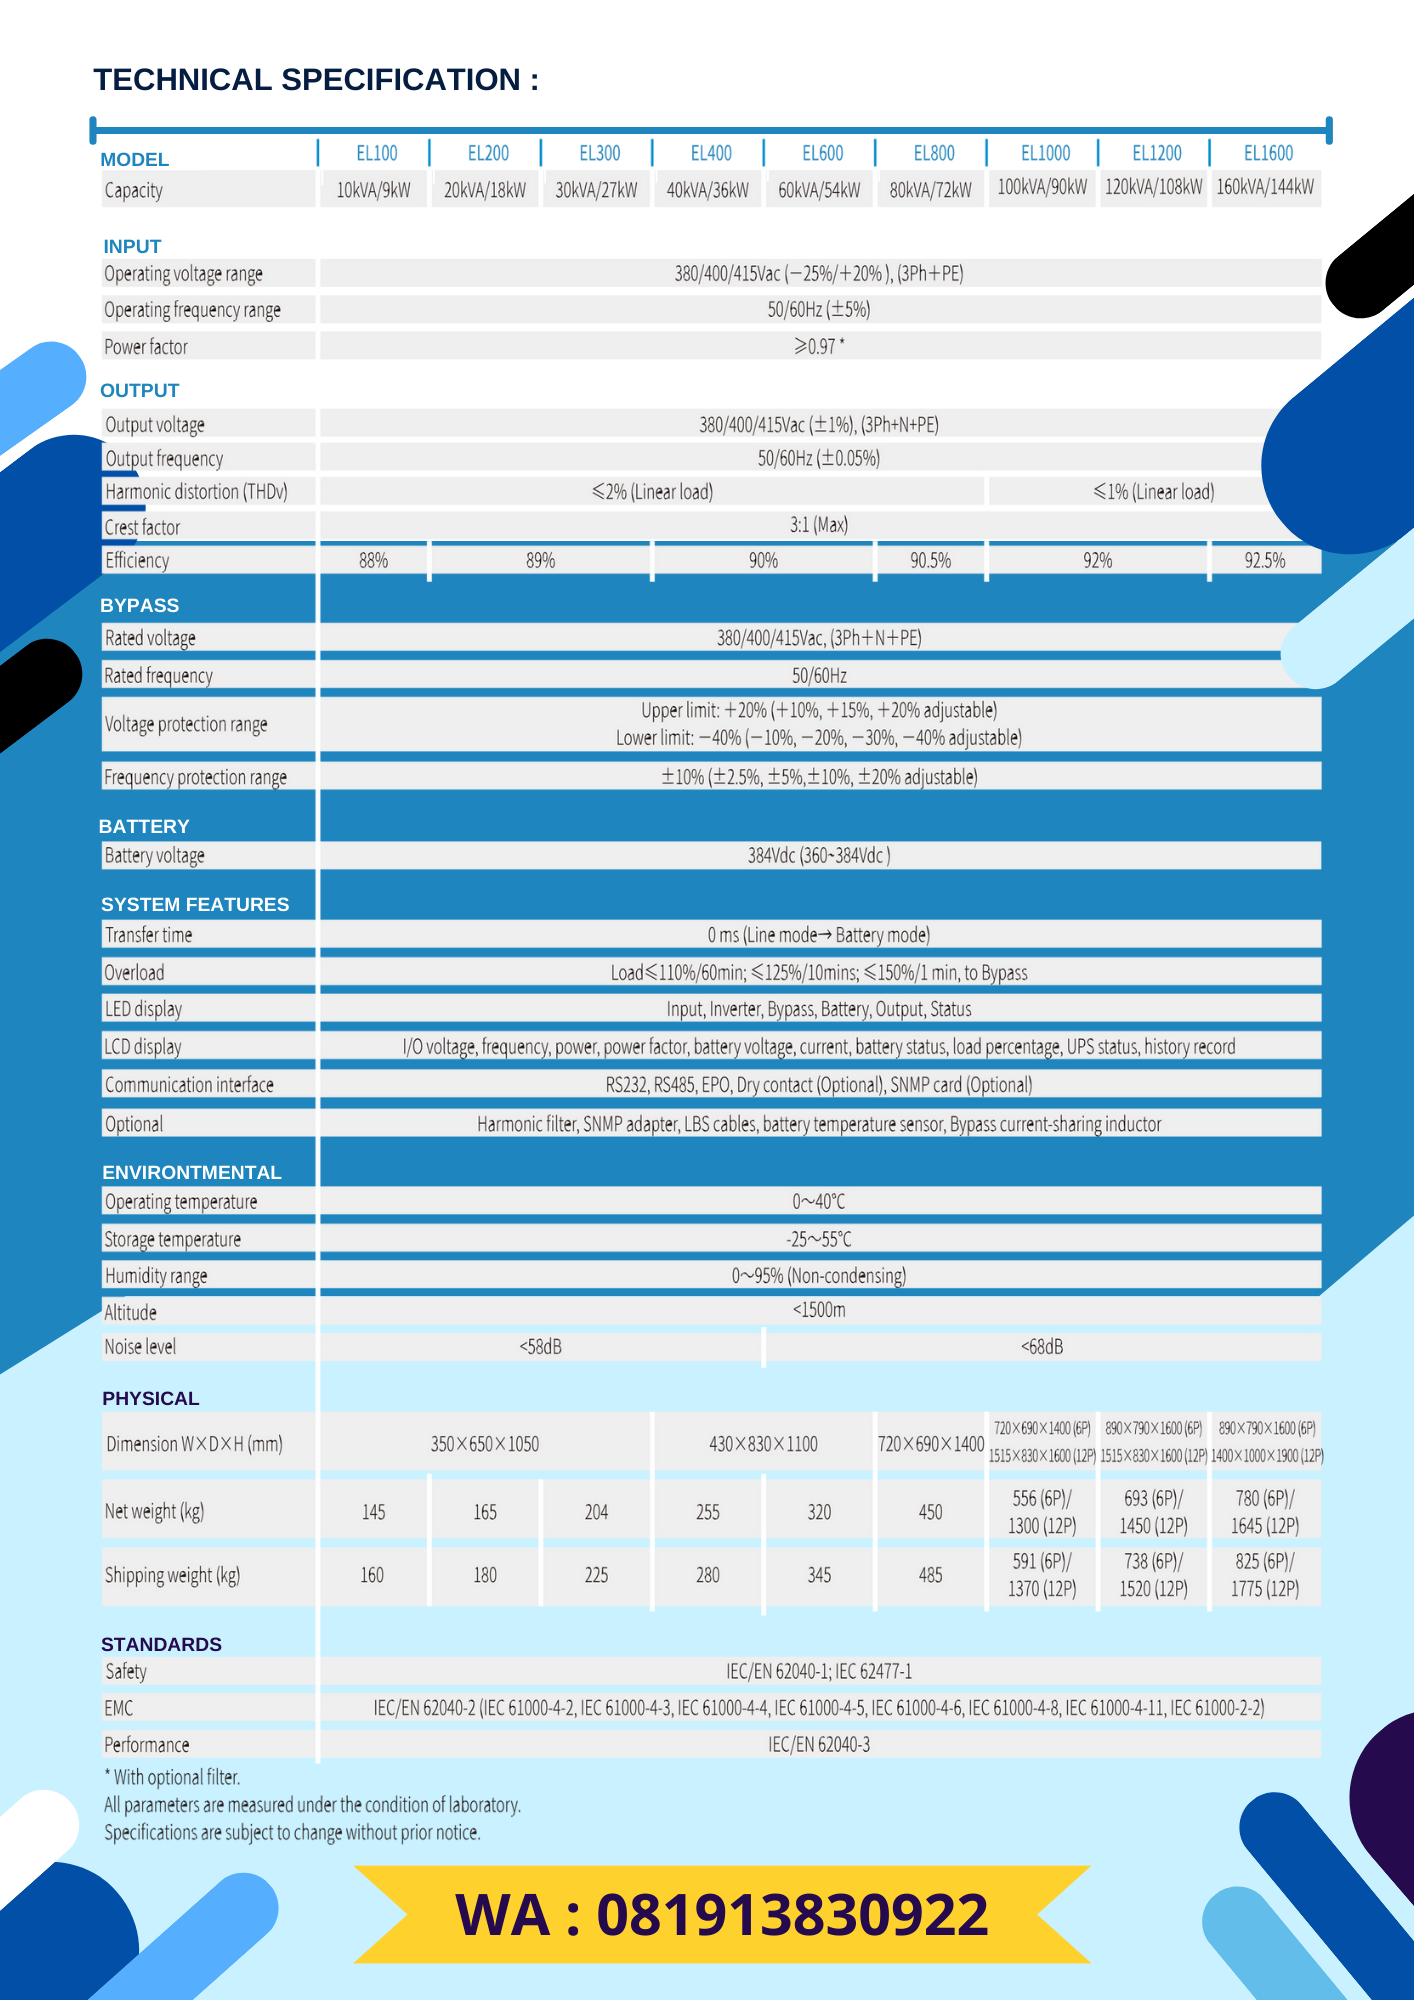 TECHNICAL SPECIFICATION :
MODEL EL100 EL200 EL300 EL400 EL600 EL800 EL1000 EL1200 EL1600
Capacity 10kVA/9kW 20kVA/18kW 30kVA/27kW 40kVA/36kW 60kVA/54kW 80kVA/72kW 100kVA/90kW 120kVA/108kW 160kVA/144kW
INPUT
Operating voltage range 380/400/415Vac (−25%/+20% ), (3Ph+PE)
Operating frequency range 50/60Hz (±5%)
Power factor ⩾0.97 *
OUTPUT
Output voltage 380/400/415Vac (±1%), (3Ph+N+PE)
Output frequency 50/60Hz (±0.05%)
Harmonic distortion (THDv) ⩽2% (Linear load) ⩽1% (Linear load)
Crest factor 3:1 (Max)
Efficiency 88% 89% 90% 90.5% 92% 92.5%
BYPASS
Rated voltage 380/400/415Vac, (3Ph+N+PE)
Rated frequency 50/60Hz
Voltage protection range Upper limit: +20% (+10%, +15%, +20% adjustable)
Lower limit: −40% (−10%, −20%, −30%, −40% adjustable)
Frequency protection range ±10% (±2.5%, ±5%,±10%, ±20% adjustable)
BATTERY
Battery voltage 384Vdc (360~384Vdc )
SYSTEM FEATURES
Transfer time 0 ms (Line mode→ Battery mode)
Overload Load⩽110%/60min; ⩽125%/10mins; ⩽150%/1 min, to Bypass
LED display Input, Inverter, Bypass, Battery, Output, Status
LCD display I/O voltage, frequency, power, power factor, battery voltage, current, battery status, load percentage, UPS status, history record
Communication interface RS232, RS485, EPO, Dry contact (Optional), SNMP card (Optional)
Optional Harmonic filter, SNMP adapter, LBS cables, battery temperature sensor, Bypass current-sharing inductor
ENVIRONTMENTAL
Operating temperature 0～40°C
Storage temperature -25～55°C
Humidity range 0～95% (Non-condensing)
Altitude <1500m
Noise level <58dB <68dB
PHYSICAL
Dimension W×D×H (mm) 350×650×1050 430×830×1100 720×690×1400 720×690×1400 (6P) 890×790×1600 (6P) 890×790×1600 (6P)
1515×830×1600 (12P) 1515×830×1600 (12P) 1400×1000×1900 (12P)
Net weight (kg) 145 165 204 255 320 450 556 (6P)/ 693 (6P)/ 780 (6P)/
1300 (12P) 1450 (12P) 1645 (12P)
Shipping weight (kg) 160 180 225 280 345 485 591 (6P)/ 738 (6P)/ 825 (6P)/
1370 (12P) 1520 (12P) 1775 (12P)
STANDARDS
Safety IEC/EN 62040-1; IEC 62477-1
EMC IEC/EN 62040-2 (IEC 61000-4-2, IEC 61000-4-3, IEC 61000-4-4, IEC 61000-4-5, IEC 61000-4-6, IEC 61000-4-8, IEC 61000-4-11, IEC 61000-2-2)
Performance IEC/EN 62040-3
* With optional filter.
All parameters are measured under the condition of laboratory.
Specifications are subject to change without prior notice.
WA : 081913830922